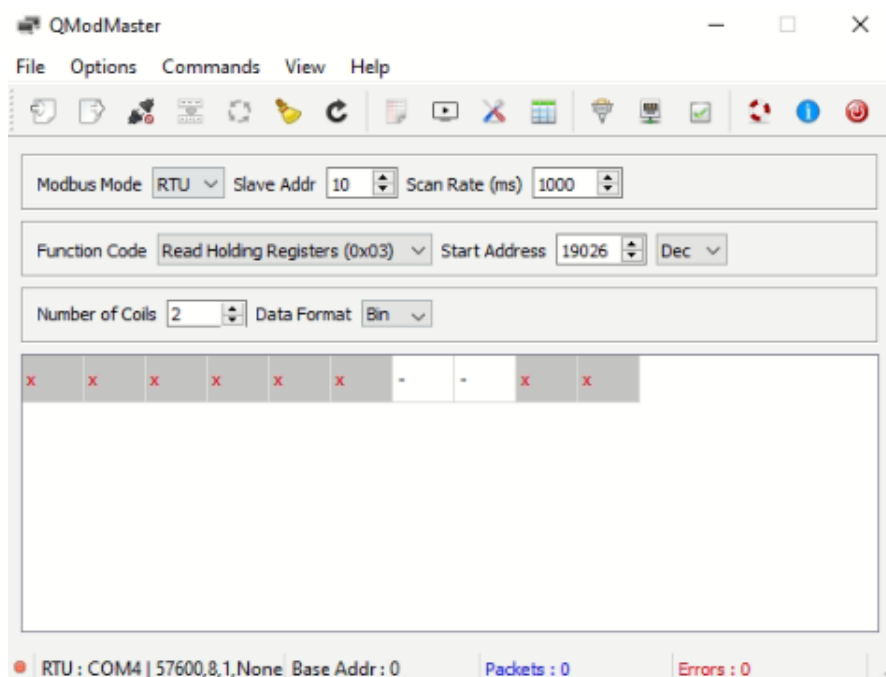 QModMaster
File Options Commands View Help
Modbus Mode RTU Slave Addr 10 Scan Rate (ms) 1000
Function Code Read Holding Registers (0x03) Start Address 19026 Dec
Number of Coils 2 Data Format Bin
x x x x x x - - x x
RTU : COM4 | 57600,8,1,None Base Addr : 0 Packets : 0 Errors : 0